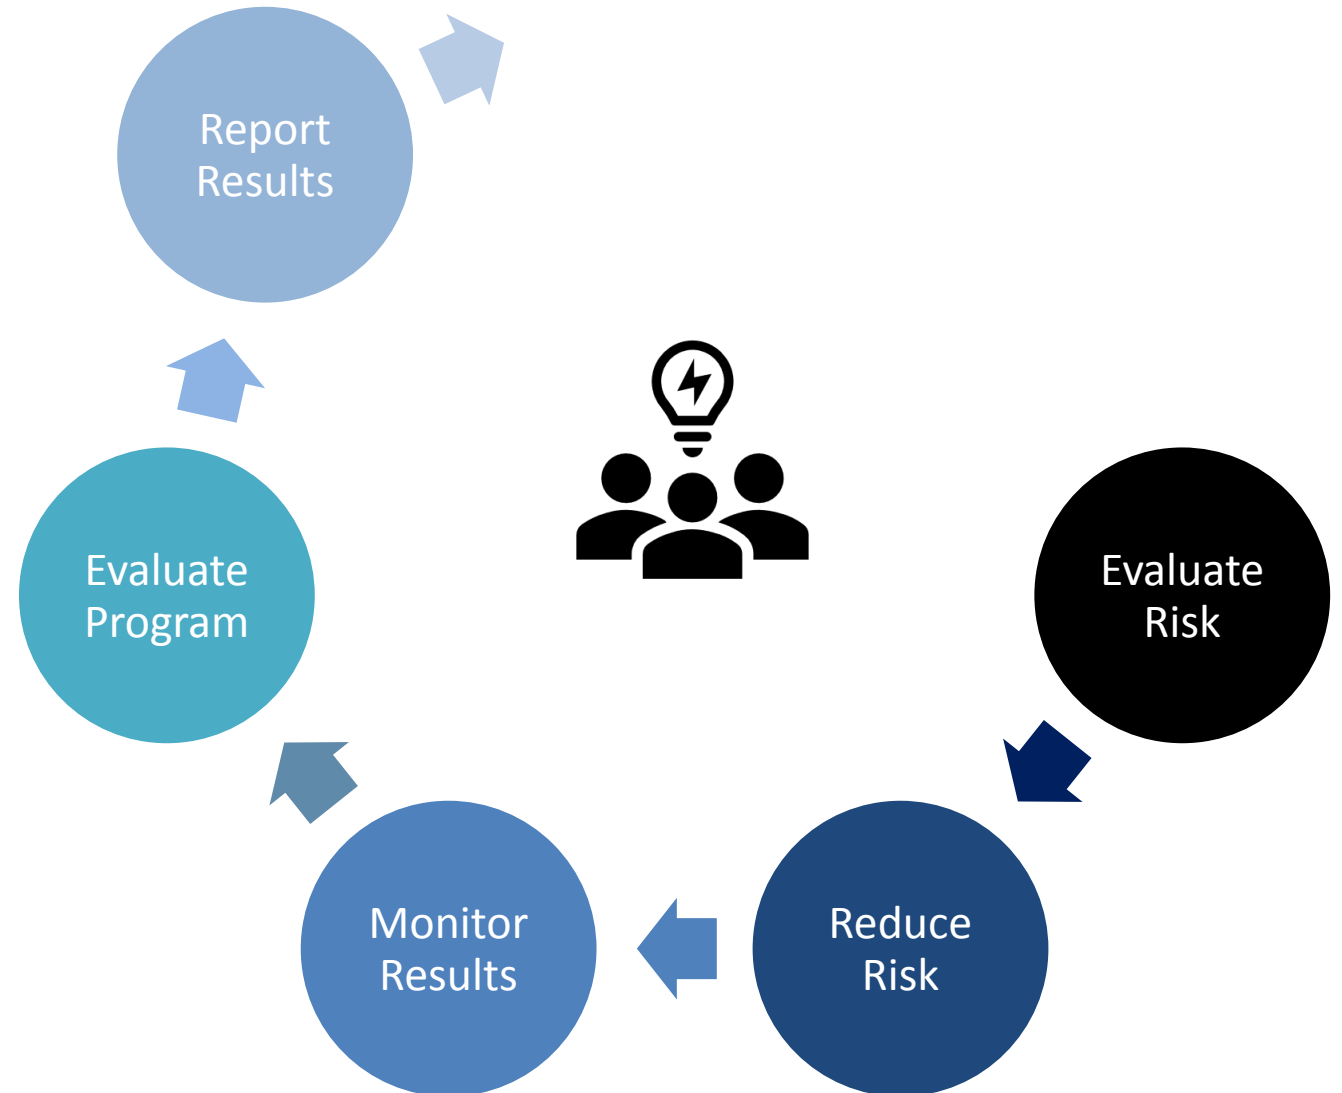 Report
Results
Evaluate
Program
Evaluate
Risk
Monitor
Results
Reduce
Risk